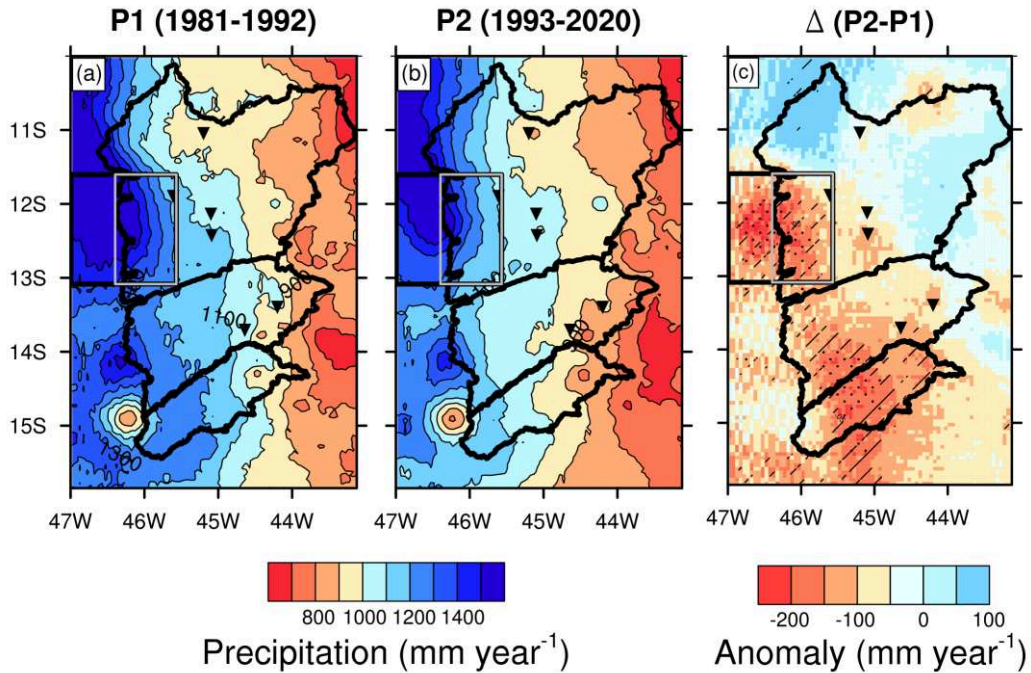 P1 (1981-1992) P2 (1993-2020) Δ (P2-P1)
(a) (b) (c)
11S
12S
13S
14S
15S
900
1100
1300
47W 46W 45W 44W 47W 46W 45W 44W 47W 46W 45W 44W
800 1000 1200 1400
Precipitation (mm year⁻¹)
-200 -100 0 100
Anomaly (mm year⁻¹)